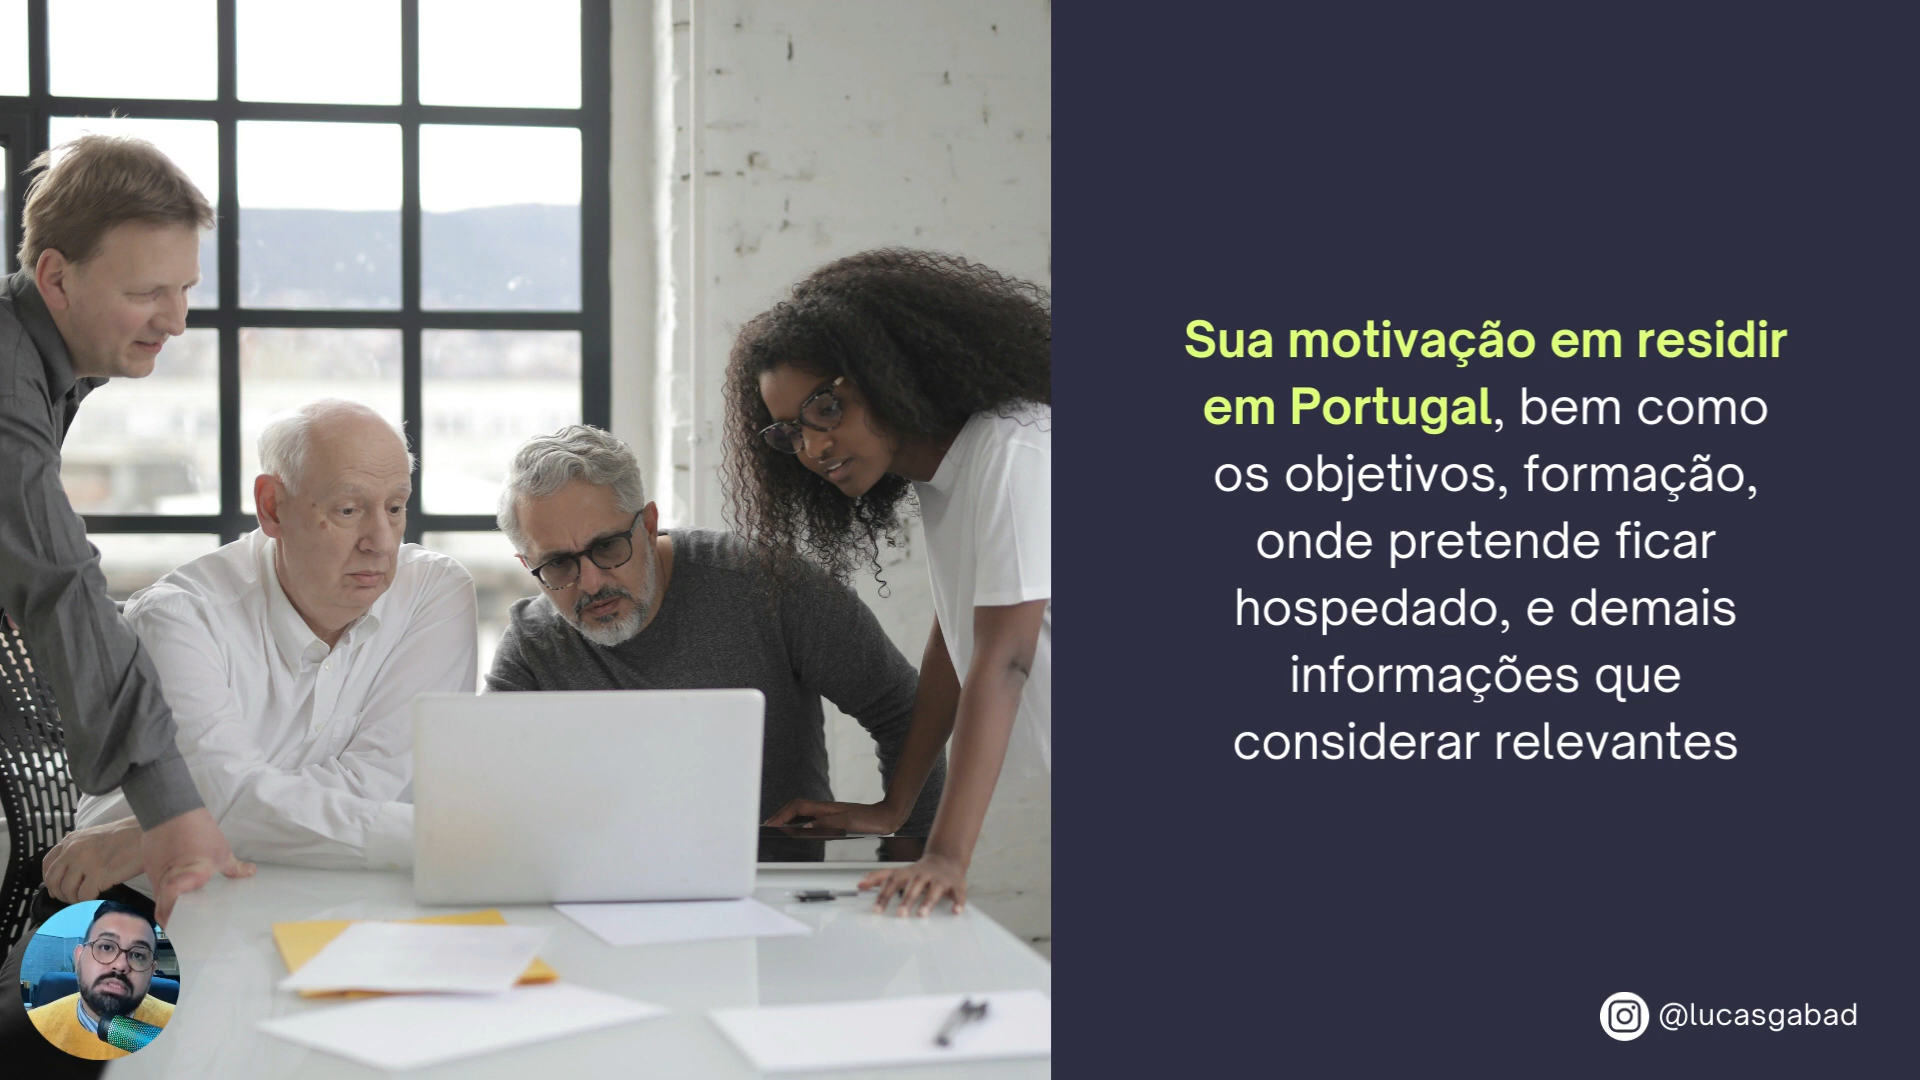 Sua motivação em residir
em Portugal, bem como
os objetivos, formação,
onde pretende ficar
hospedado, e demais
informações que
considerar relevantes
@lucasgabad